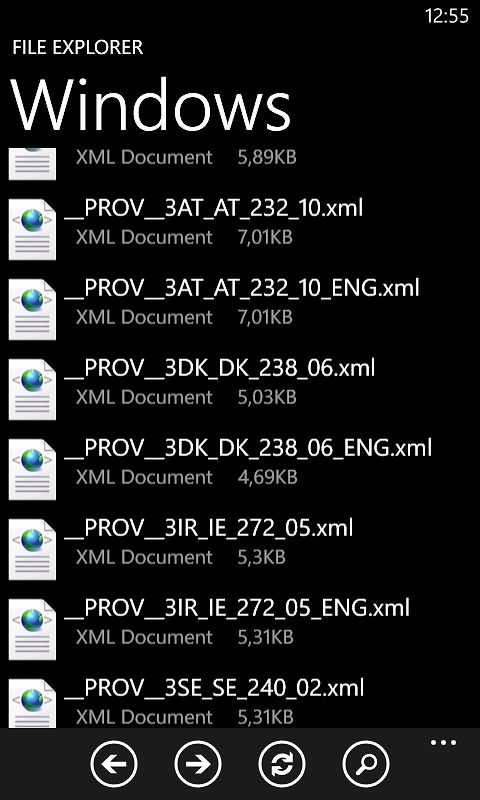 12:55
FILE EXPLORER
Windows
XML Document 5,89KB
__PROV__3AT_AT_232_10.xml
XML Document 7,01KB
__PROV__3AT_AT_232_10_ENG.xml
XML Document 7,01KB
__PROV__3DK_DK_238_06.xml
XML Document 5,03KB
__PROV__3DK_DK_238_06_ENG.xml
XML Document 4,69KB
__PROV__3IR_IE_272_05.xml
XML Document 5,3KB
__PROV__3IR_IE_272_05_ENG.xml
XML Document 5,31KB
__PROV__3SE_SE_240_02.xml
XML Document 5,31KB